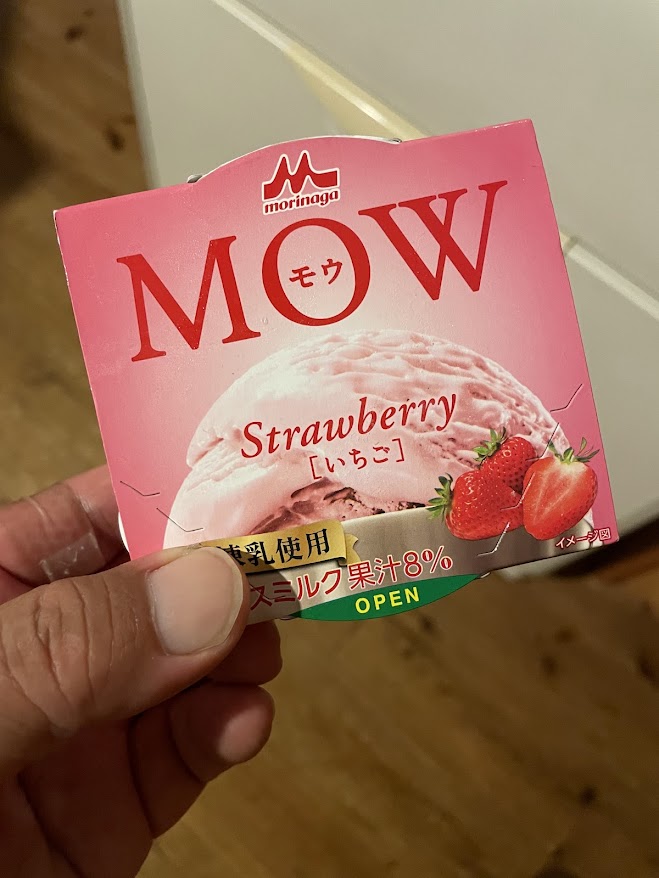 morinaga
MOW
モウ
Strawberry
[いちご]
乳使用
スミルク 果汁8%
イメージ図
OPEN